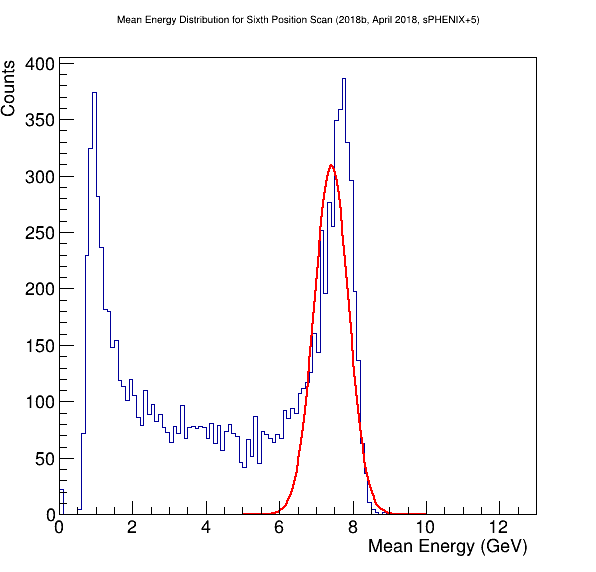 Mean Energy Distribution for Sixth Position Scan (2018b, April 2018, sPHENIX+5)
Counts
400
350
300
250
200
150
100
50
0
0 2 4 6 8 10 12
Mean Energy (GeV)